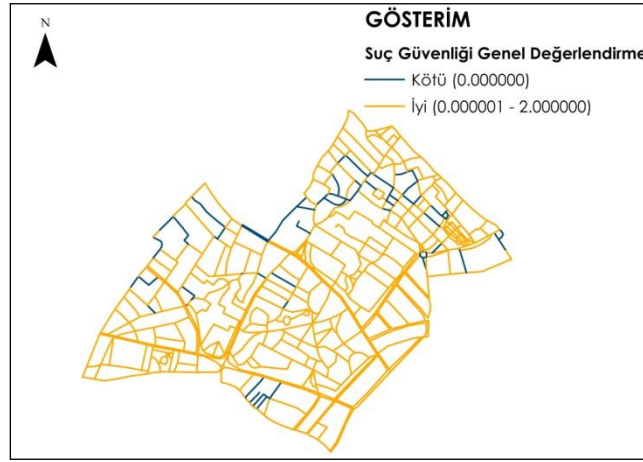 N
GÖSTERİM
Suç Güvenliği Genel Değerlendirme
Kötü (0.000000)
İyi (0.000001 - 2.000000)